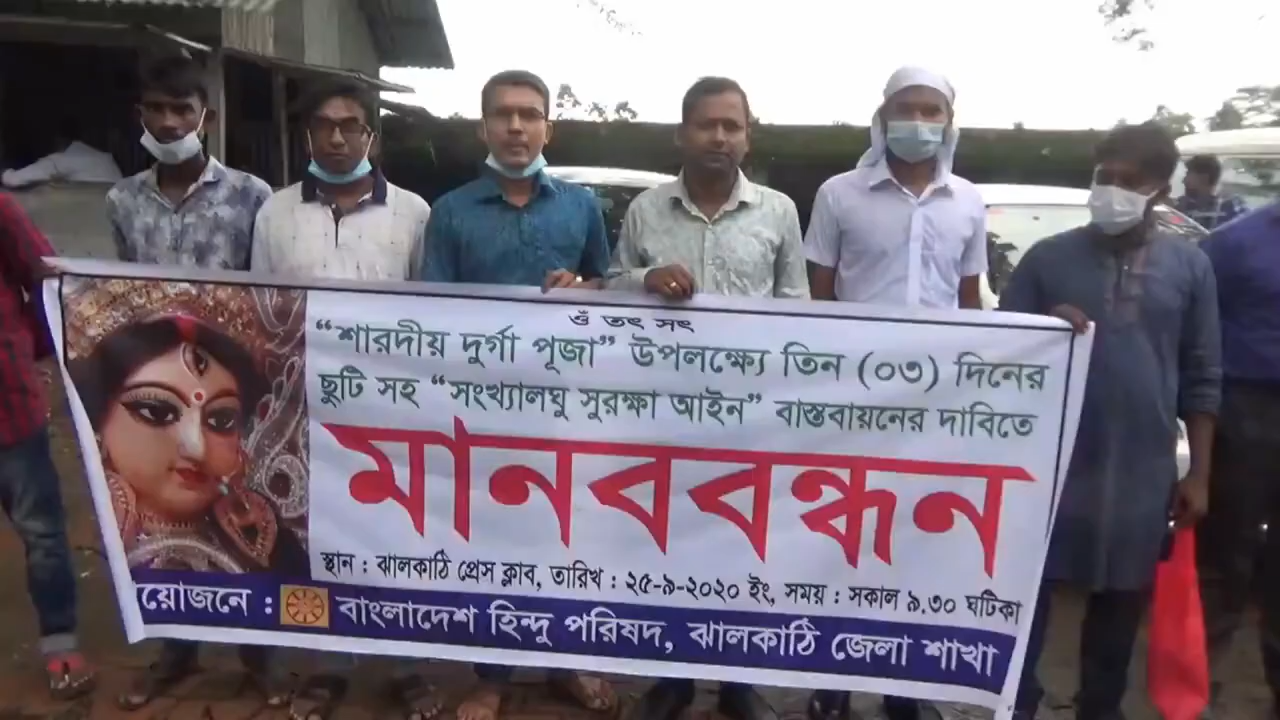 ওঁ তৎ সৎ
“শারদীয় দুর্গা পূজা” উপলক্ষ্যে তিন (০৩) দিনের
ছুটি সহ “সংখ্যালঘু সুরক্ষা আইন” বাস্তবায়নের দাবিতে
মানববন্ধন
স্থান : ঝালকাঠি প্রেস ক্লাব, তারিখ : ২৫-৯-২০২০ ইং, সময় : সকাল ৯.৩০ ঘটিকা
য়োজনে : বাংলাদেশ হিন্দু পরিষদ, ঝালকাঠি জেলা শাখা